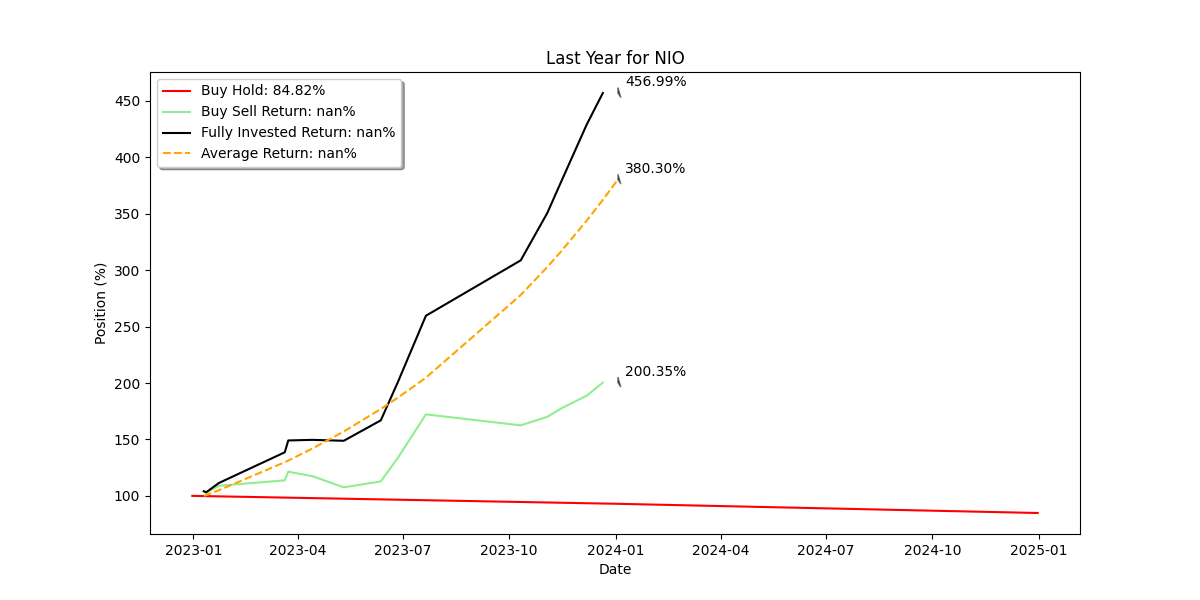 Last Year for NIO
Buy Hold: 84.82%
Buy Sell Return: nan%
Fully Invested Return: nan%
Average Return: nan%
456.99%
380.30%
200.35%
Position (%)
450
400
350
300
250
200
150
100
2023-01
2023-04
2023-07
2023-10
2024-01
2024-04
2024-07
2024-10
2025-01
Date